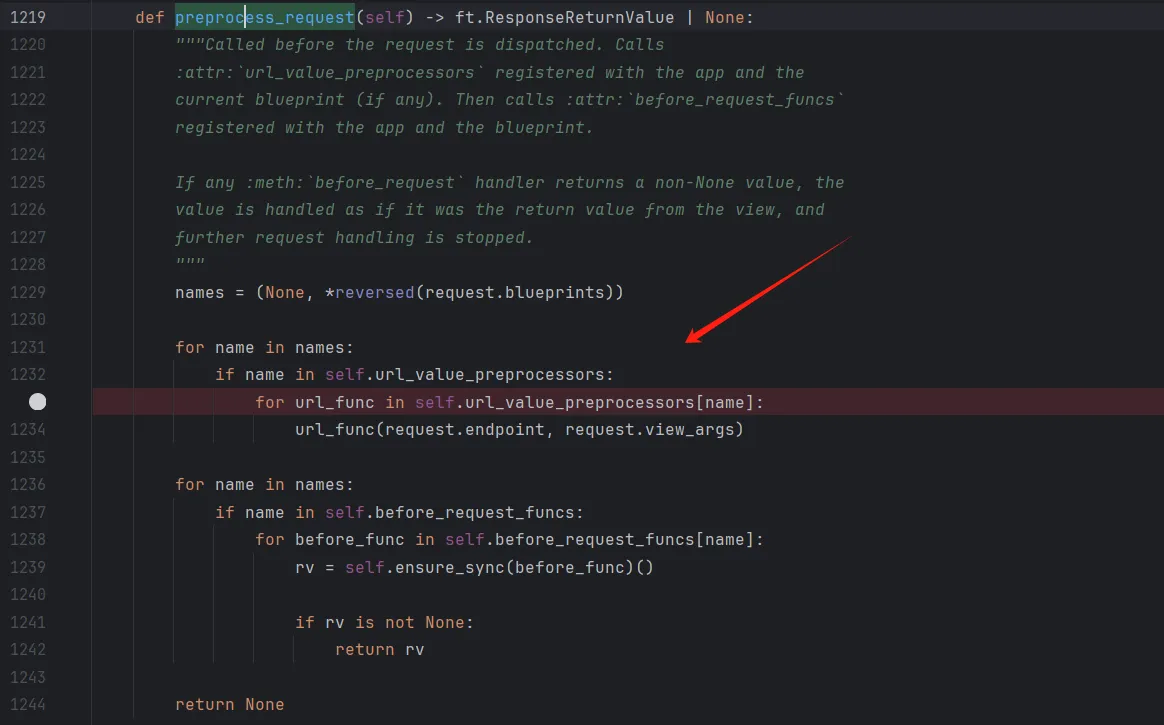 1219 def preprocess_request(self) -> ft.ResponseReturnValue | None:
1220 """Called before the request is dispatched. Calls
1221 :attr:`url_value_preprocessors` registered with the app and the
1222 current blueprint (if any). Then calls :attr:`before_request_funcs`
1223 registered with the app and the blueprint.
1224
1225 If any :meth:`before_request` handler returns a non-None value, the
1226 value is handled as if it was the return value from the view, and
1227 further request handling is stopped.
1228 """
1229 names = (None, *reversed(request.blueprints))
1230
1231 for name in names:
1232 if name in self.url_value_preprocessors:
for url_func in self.url_value_preprocessors[name]:
1234 url_func(request.endpoint, request.view_args)
1235
1236 for name in names:
1237 if name in self.before_request_funcs:
1238 for before_func in self.before_request_funcs[name]:
1239 rv = self.ensure_sync(before_func)()
1240
1241 if rv is not None:
1242 return rv
1243
1244 return None